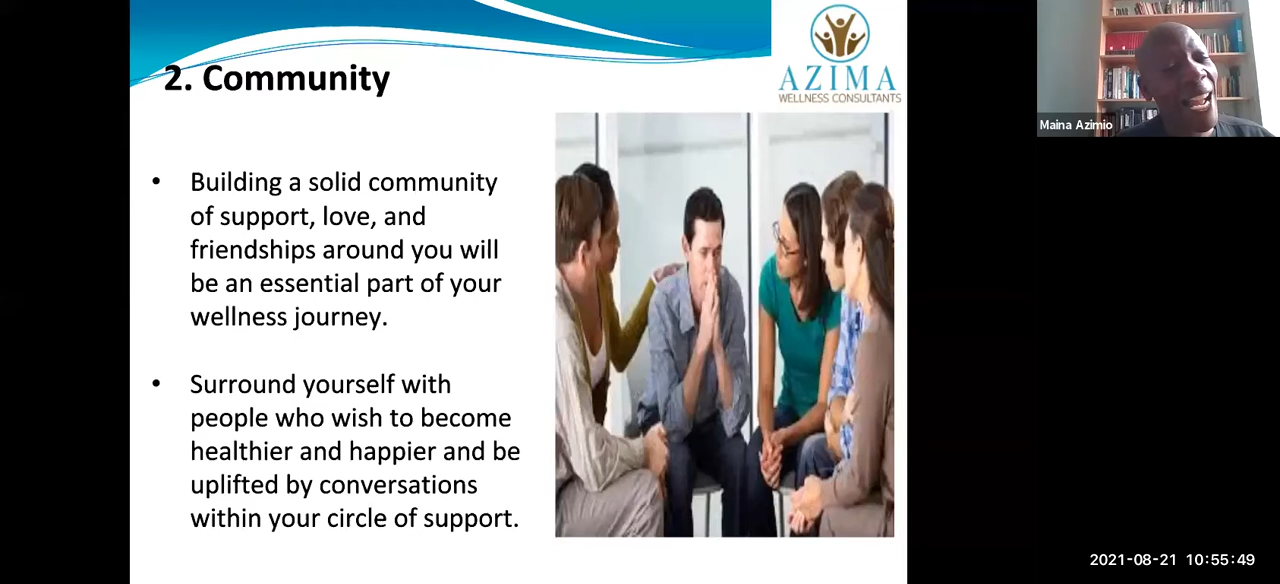 2. Community
AZIMA
WELLNESS CONSULTANTS
Maina Azimio
• Building a solid community
of support, love, and
friendships around you will
be an essential part of your
wellness journey.
• Surround yourself with
people who wish to become
healthier and happier and be
uplifted by conversations
within your circle of support.
2021-08-21 10:55:49